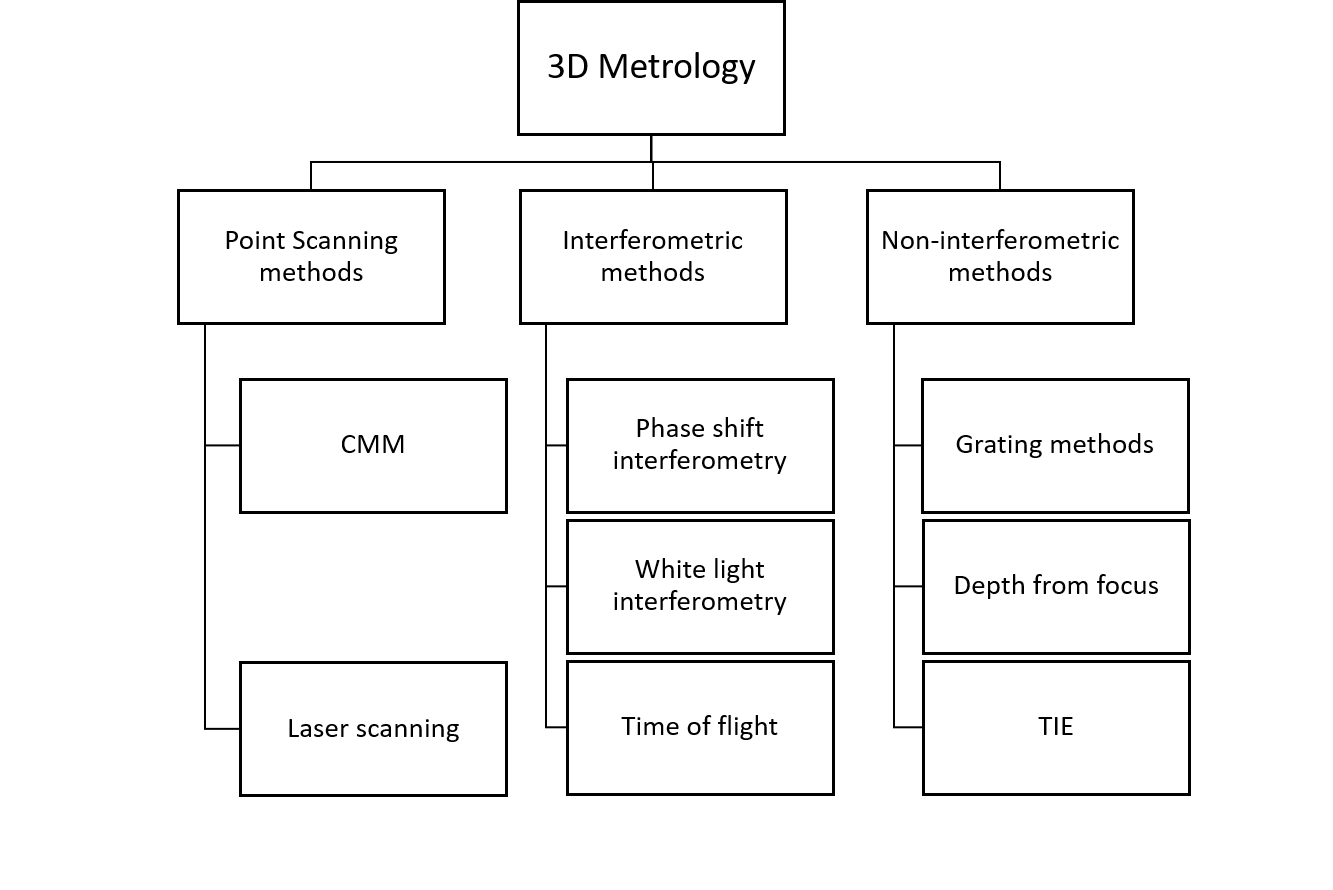 3D Metrology
Point Scanning
methods
Interferometric
methods
Non-interferometric
methods
CMM
Laser scanning
Phase shift
interferometry
White light
interferometry
Time of flight
Grating methods
Depth from focus
TIE